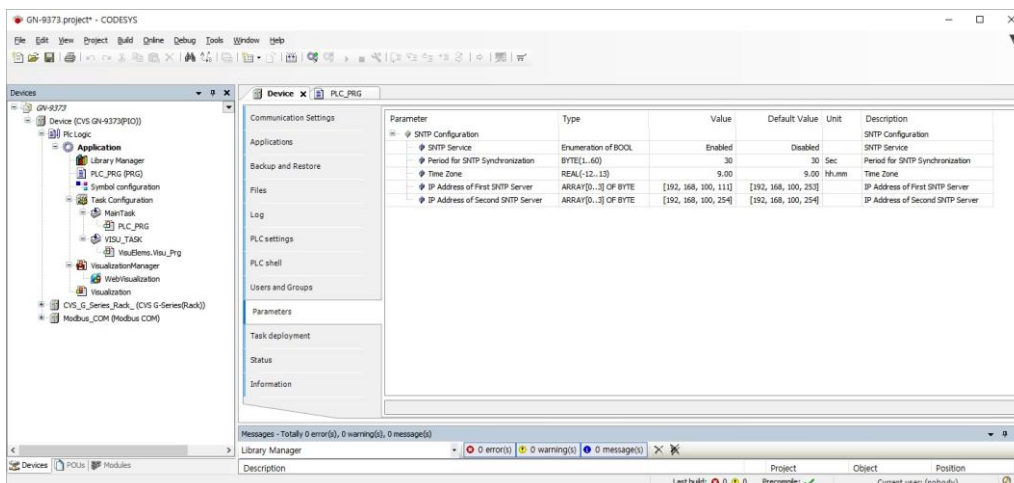 GN-9373.project* - CODESYS
File Edit View Project Build Online Debug Tools Window Help
Devices
GN-9373
Device (CVS GN-9373(PIO))
Plc Logic
Application
Library Manager
PLC_PRG (PRG)
Symbol configuration
Task Configuration
MainTask
PLC_PRG
VISU_TASK
VisuElems.Visu_Prg
VisualizationManager
WebVisualization
Visualization
CVS_G_Series_Rack_ (CVS G-Series(Rack))
Modbus_COM (Modbus COM)
Devices POUs Modules
Device PLC_PRG
Communication Settings
Applications
Backup and Restore
Files
Log
PLC settings
PLC shell
Users and Groups
Parameters
Task deployment
Status
Information
Parameter Type Value Default Value Unit Description
SNTP Configuration SNTP Configuration
SNTP Service Enumeration of BOOL Enabled Disabled SNTP Service
Period for SNTP Synchronization BYTE(1..60) 30 30 Sec Period for SNTP Synchronization
Time Zone REAL(-12..13) 9.00 9.00 hh.mm Time Zone
IP Address of First SNTP Server ARRAY[0..3] OF BYTE [192, 168, 100, 111] [192, 168, 100, 253] IP Address of First SNTP Server
IP Address of Second SNTP Server ARRAY[0..3] OF BYTE [192, 168, 100, 254] [192, 168, 100, 254] IP Address of Second SNTP Server
Messages - Totally 0 error(s), 0 warning(s), 0 message(s)
Library Manager 0 error(s) 0 warning(s) 0 message(s)
Description Project Object Position
Last build: 0 0 Precompile: Current user: (nobody)